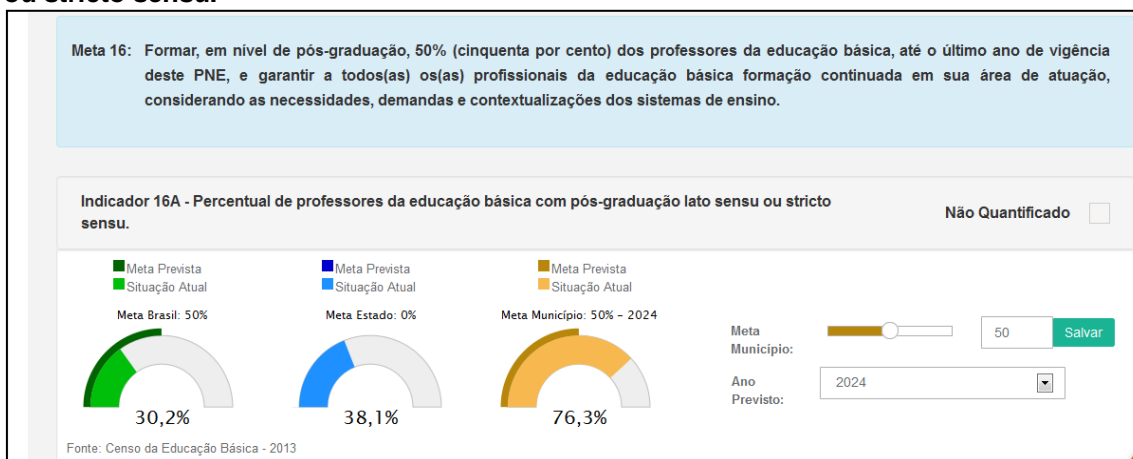 ou stricto sensu.
Meta 16: Formar, em nível de pós-graduação, 50% (cinquenta por cento) dos professores da educação básica, até o último ano de vigência
deste PNE, e garantir a todos(as) os(as) profissionais da educação básica formação continuada em sua área de atuação,
considerando as necessidades, demandas e contextualizações dos sistemas de ensino.
Indicador 16A - Percentual de professores da educação básica com pós-graduação lato sensu ou stricto
sensu.
Não Quantificado
Meta Prevista
Situação Atual
Meta Brasil: 50%
30,2%
Meta Prevista
Situação Atual
Meta Estado: 0%
38,1%
Meta Prevista
Situação Atual
Meta Município: 50% - 2024
76,3%
Meta
Município:
50
Salvar
Ano
Previsto:
2024
Fonte: Censo da Educação Básica - 2013